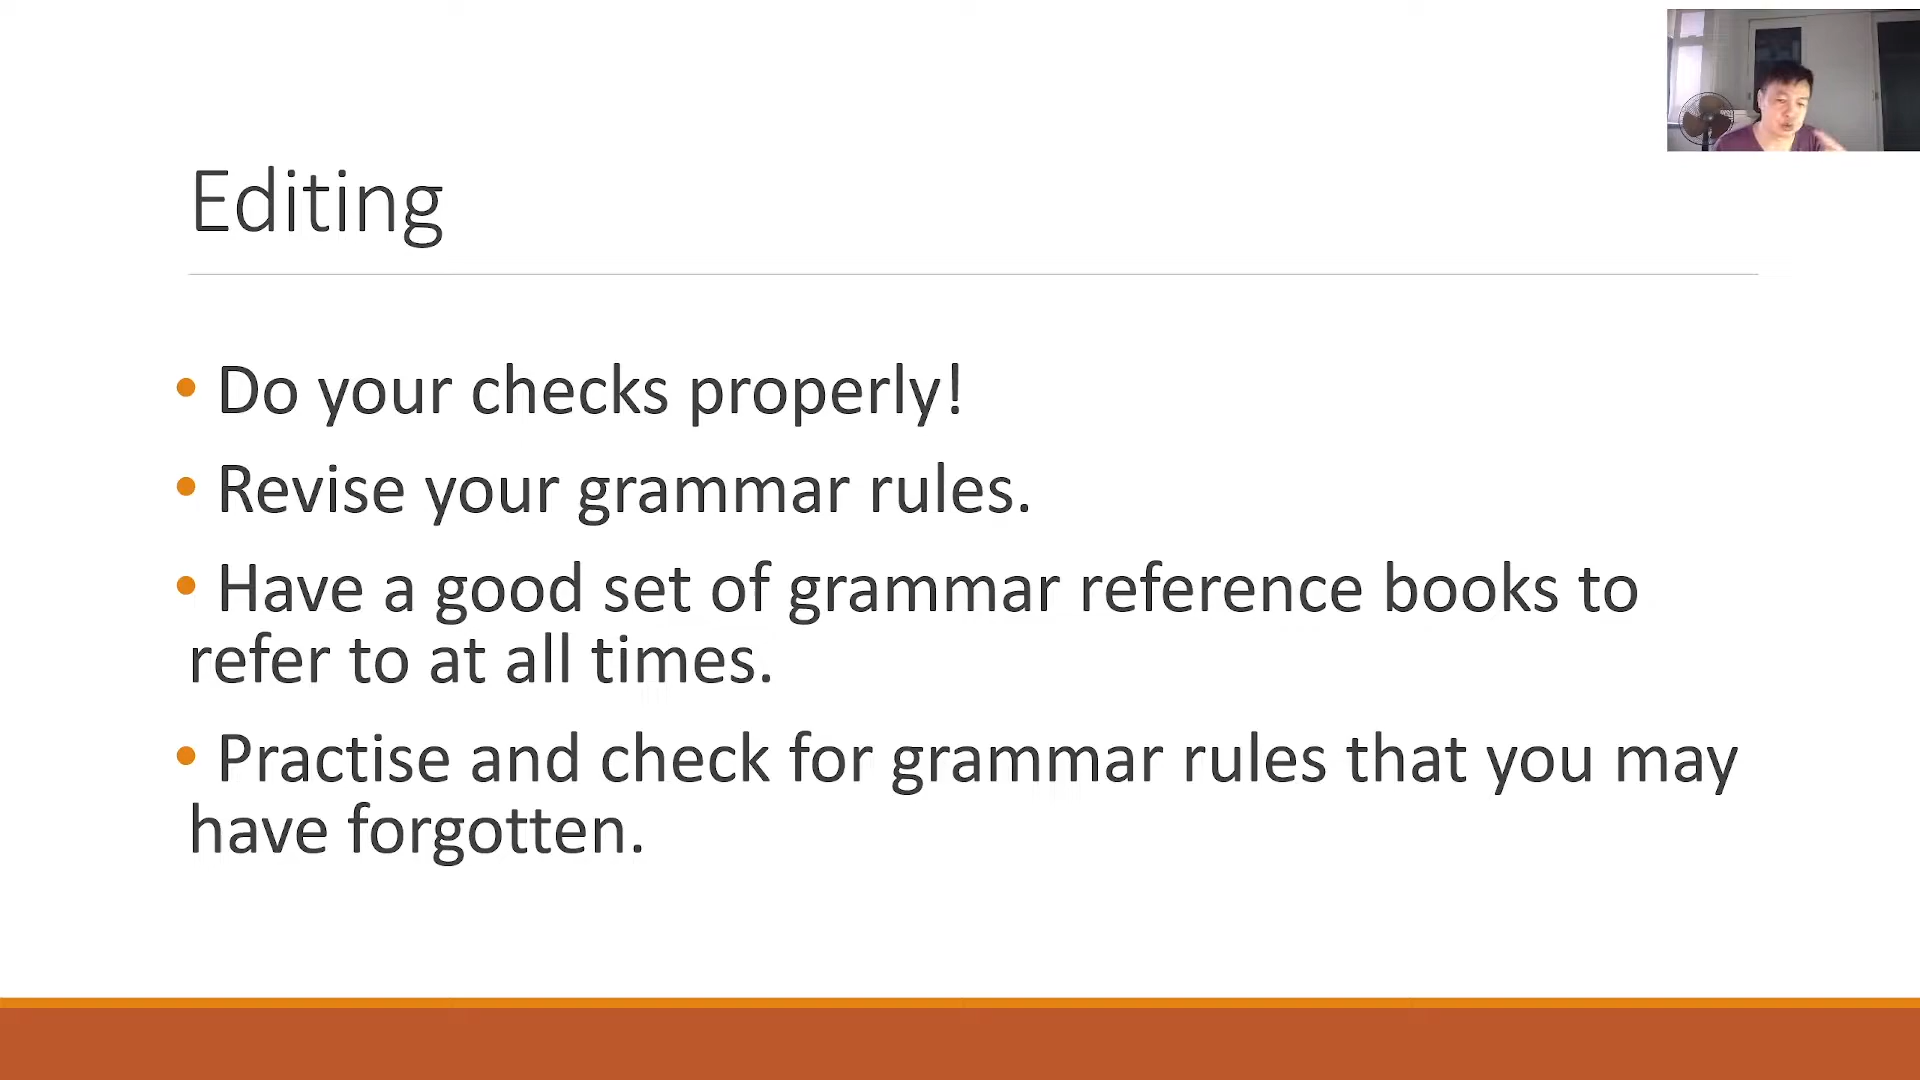 Editing
• Do your checks properly!
• Revise your grammar rules.
• Have a good set of grammar reference books to
refer to at all times.
• Practise and check for grammar rules that you may
have forgotten.